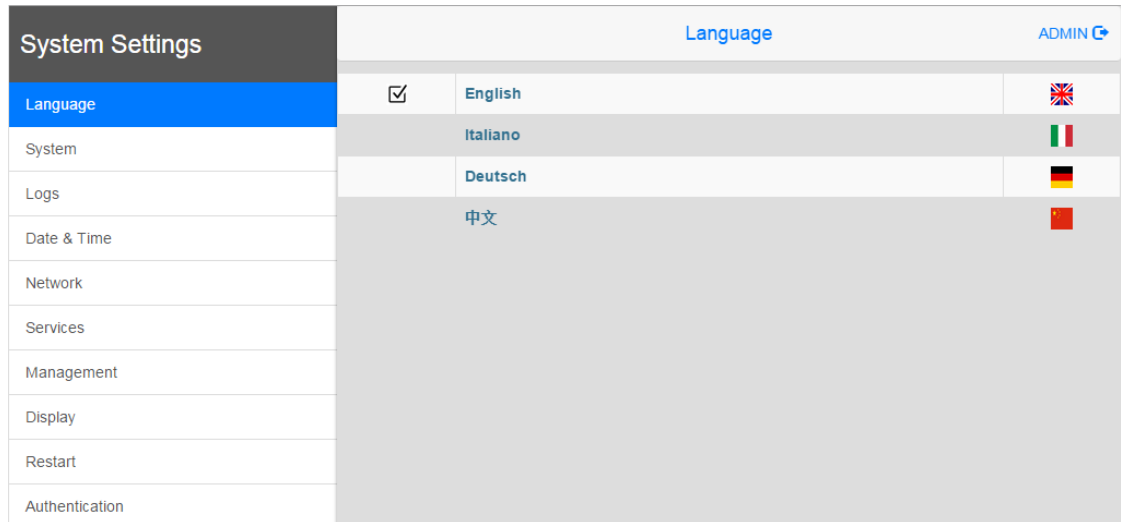 System Settings
Language
System
Logs
Date & Time
Network
Services
Management
Display
Restart
Authentication
Language
ADMIN
English
Italiano
Deutsch
中文